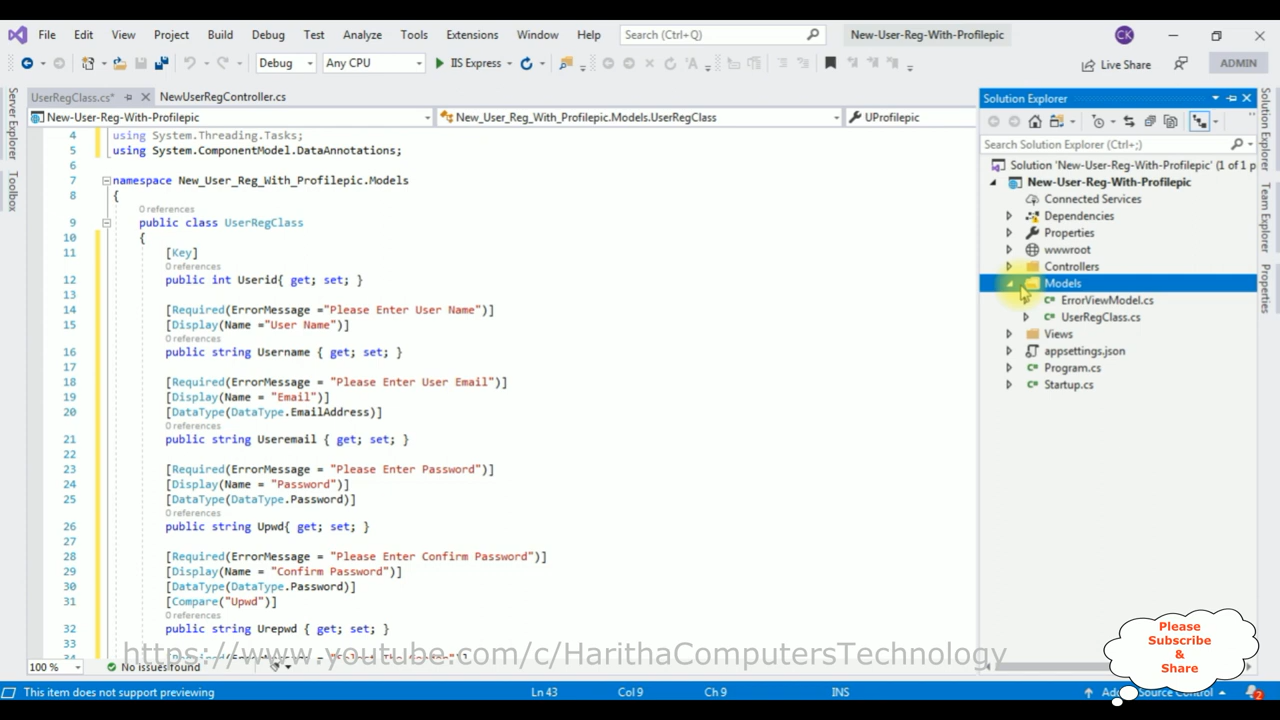 File Edit View Project Build Debug Test Analyze Tools Extensions Window Help Search (Ctrl+Q) New-User-Reg-With-Profilepic CK
Debug Any CPU IIS Express Live Share ADMIN
Server Explorer
Toolbox
UserRegClass.cs* NewUserRegController.cs
New-User-Reg-With-Profilepic New_User_Reg_With_Profilepic.Models.UserRegClass UProfilepic
4 using System.Threading.Tasks;
5 using System.ComponentModel.DataAnnotations;
6
7 namespace New_User_Reg_With_Profilepic.Models
8 {
0 references
9 public class UserRegClass
10 {
11 [Key]
0 references
12 public int Userid{ get; set; }
13
14 [Required(ErrorMessage ="Please Enter User Name")]
15 [Display(Name ="User Name")]
0 references
16 public string Username { get; set; }
17
18 [Required(ErrorMessage = "Please Enter User Email")]
19 [Display(Name = "Email")]
20 [DataType(DataType.EmailAddress)]
0 references
21 public string Useremail { get; set; }
22
23 [Required(ErrorMessage = "Please Enter Password")]
24 [Display(Name = "Password")]
25 [DataType(DataType.Password)]
0 references
26 public string Upwd{ get; set; }
27
28 [Required(ErrorMessage = "Please Enter Confirm Password")]
29 [Display(Name = "Confirm Password")]
30 [DataType(DataType.Password)]
31 [Compare("Upwd")]
0 references
32 public string Urepwd { get; set; }
33
https://www.youtube.com/c/HarithaComputersTechnology
100 % No issues found
Solution Explorer
Search Solution Explorer (Ctrl+;)
Solution 'New-User-Reg-With-Profilepic' (1 of 1 p
New-User-Reg-With-Profilepic
Connected Services
Dependencies
Properties
wwwroot
Controllers
Models
ErrorViewModel.cs
UserRegClass.cs
Views
appsettings.json
Program.cs
Startup.cs
Solution Explorer
Team Explorer
Properties
Please
Subscribe
&
Share
This item does not support previewing Ln 43 Col 9 Ch 9 INS Source Control 2